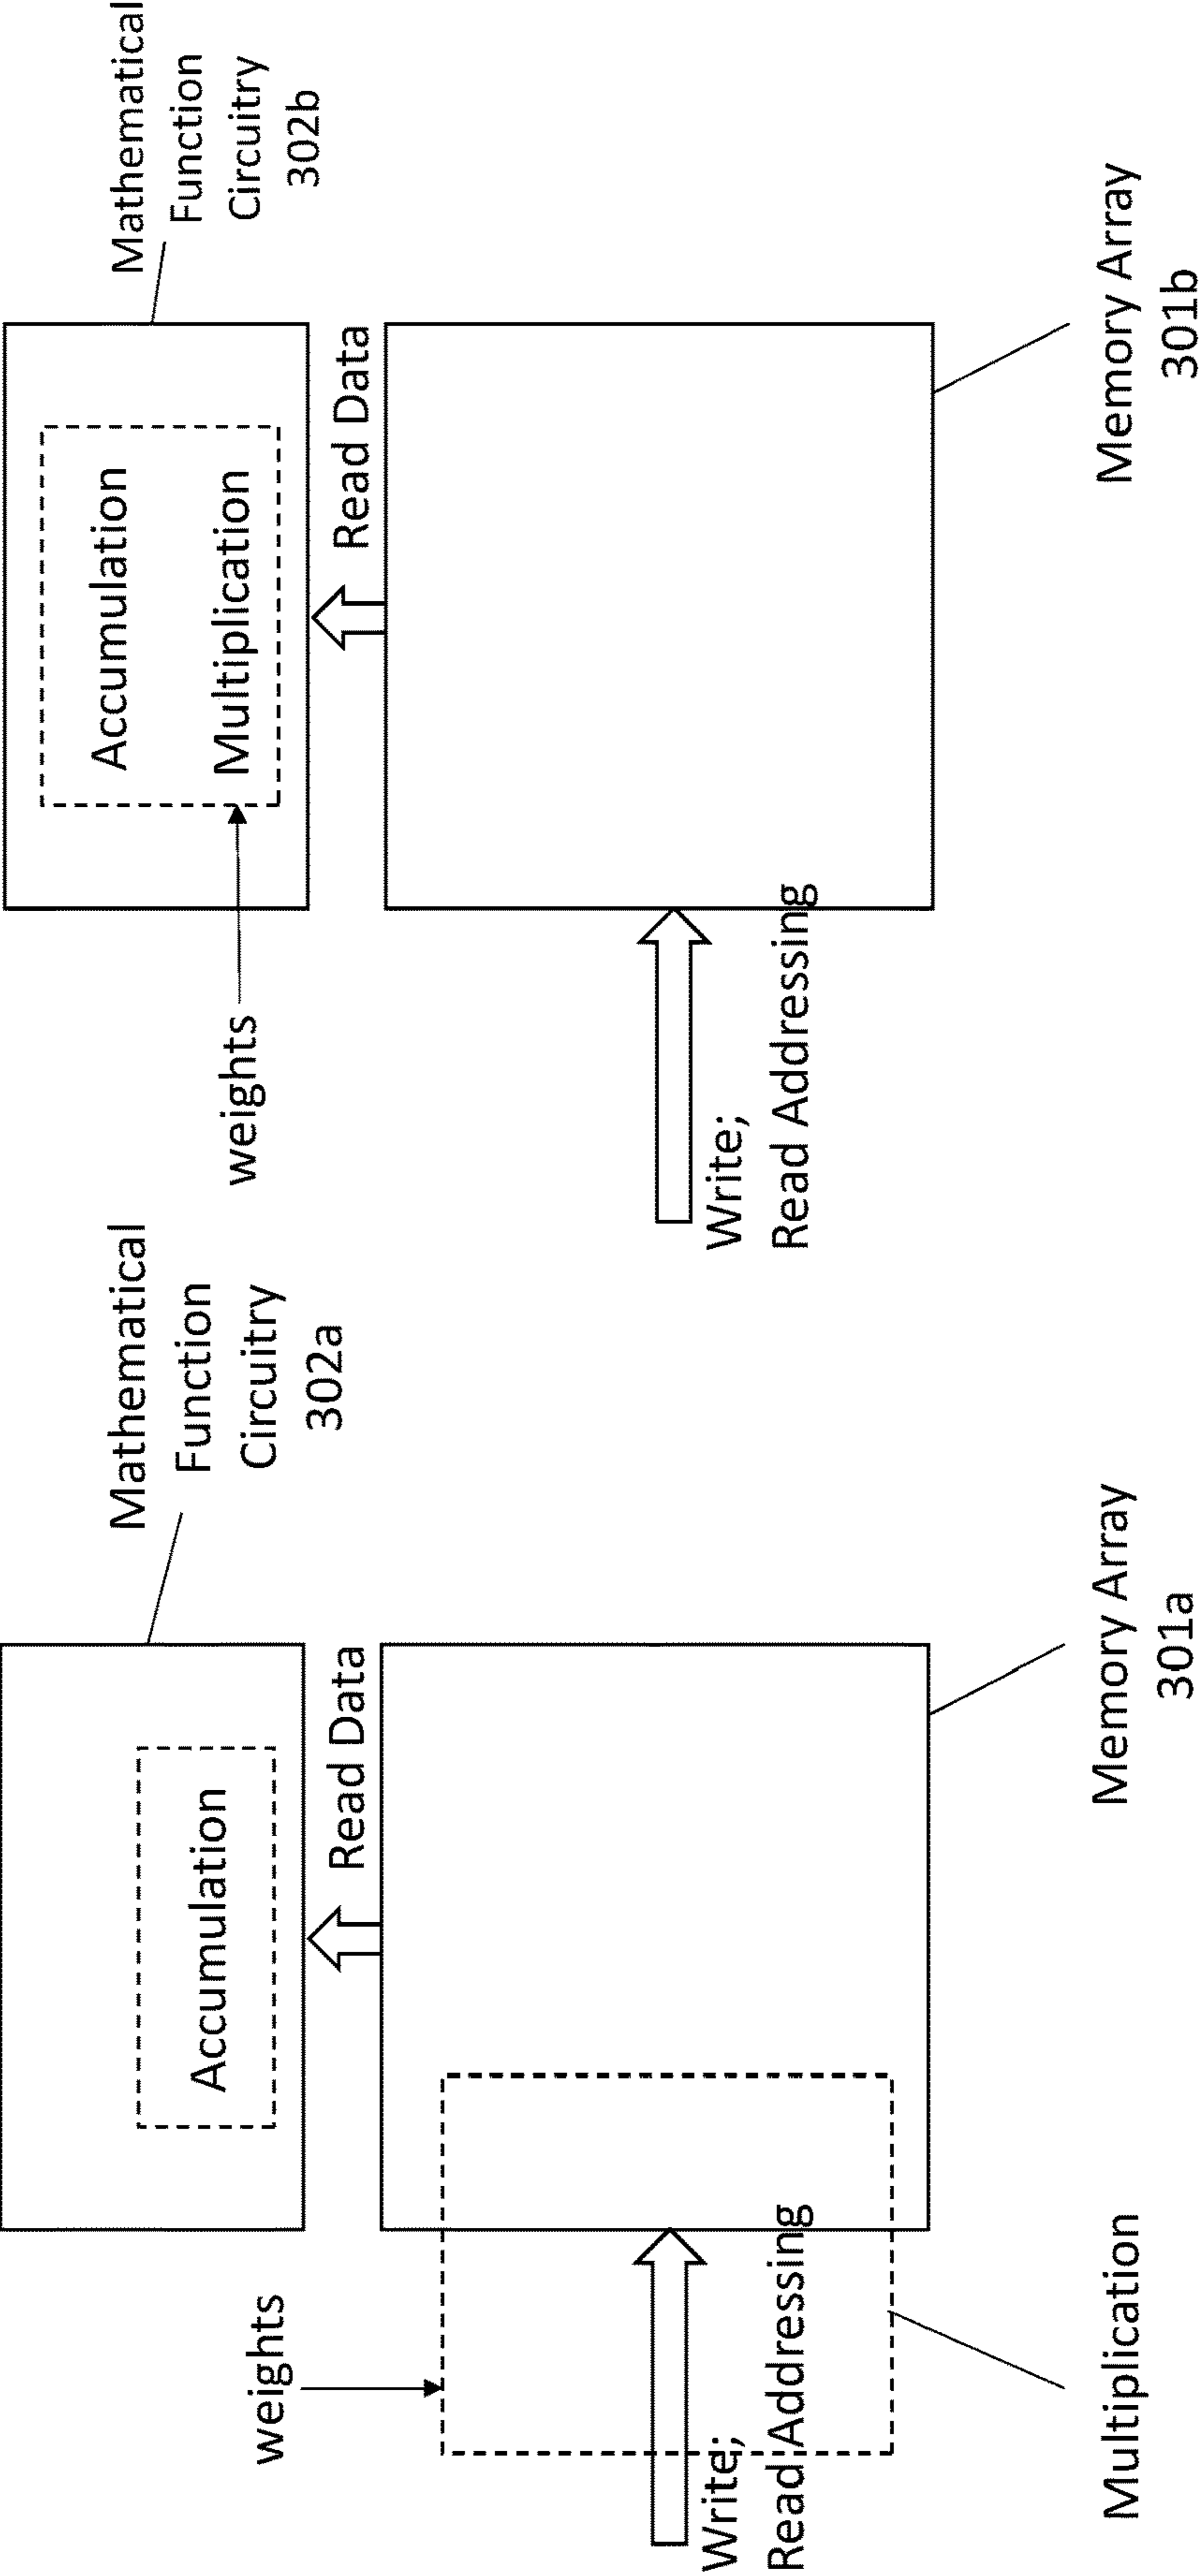 Mathematical
Function
Circuitry
302a
Accumulation
weights
Read Data
Write;
Read Addressing
Multiplication
Memory Array
301a
Mathematical
Function
Circuitry
302b
Accumulation
Multiplication
weights
Read Data
Write;
Read Addressing
Memory Array
301b